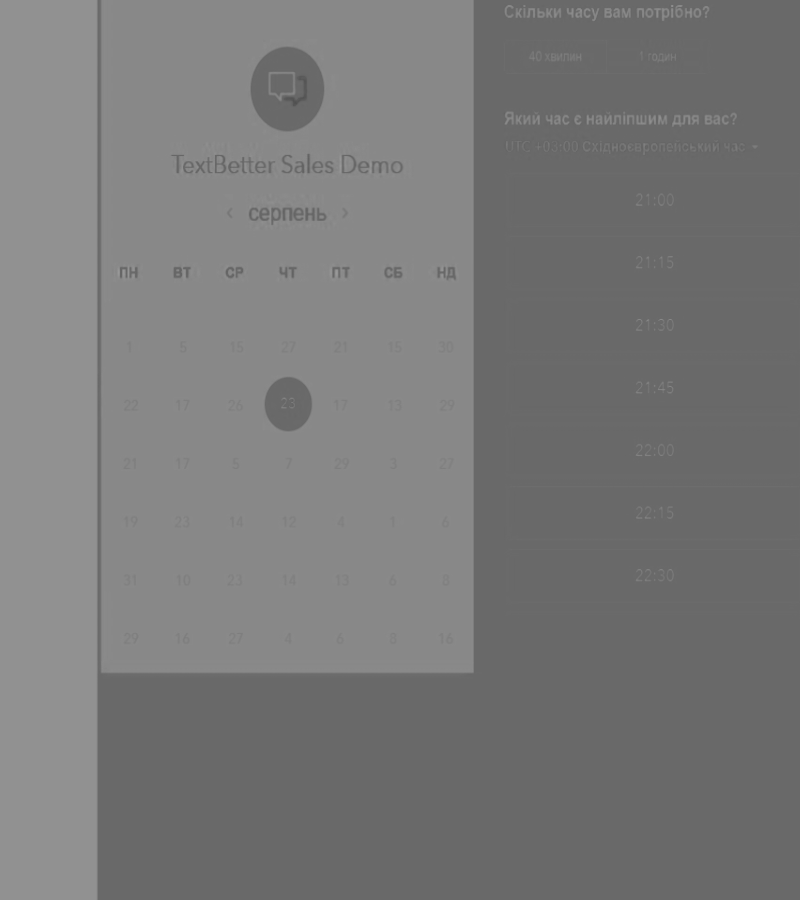 TextBetter Sales Demo
‹ серпень ›
ПН ВТ СР ЧТ ПТ СБ НД
1 5 15 27 21 15 30
22 17 26 23 17 13 29
21 17 5 7 29 3 27
19 23 14 12 4 1 6
31 10 23 14 13 6 8
29 16 27 4 6 8 16
Скільки часу вам потрібно?
40 хвилин 1 годин
Який час є найліпшим для вас?
UTC +03:00 Східноєвропейський час
21:00
21:15
21:30
21:45
22:00
22:15
22:30